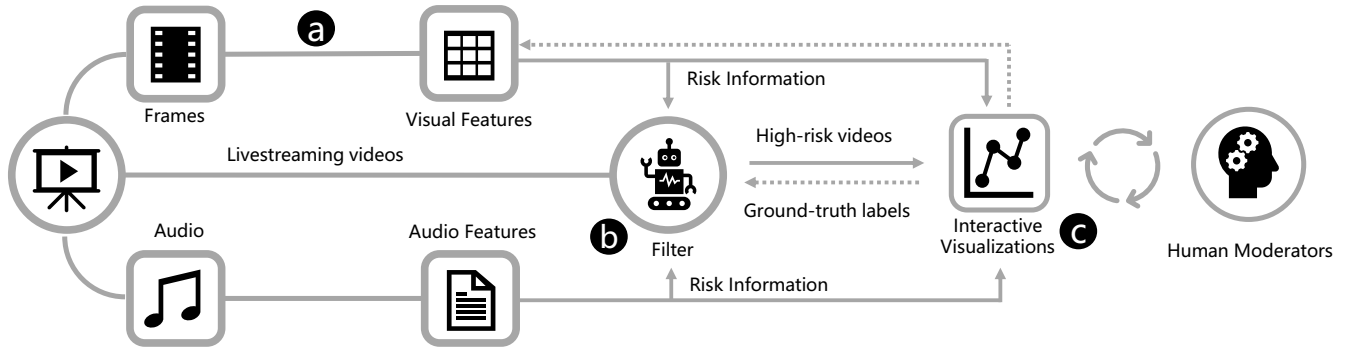 a
Frames
Visual Features
Risk Information
Livestreaming videos
High-risk videos
Ground-truth labels
Audio
Audio Features
b
Filter
Interactive
Visualizations
c
Human Moderators
Risk Information